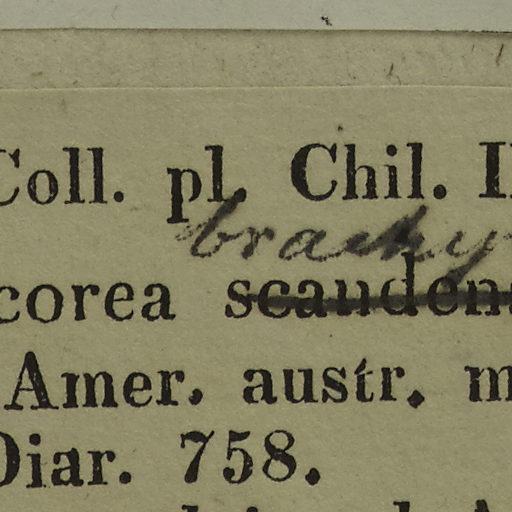 Coll. pl. Chil. I
brachy
corea scandens
Amer. austr. m
Diar. 758.